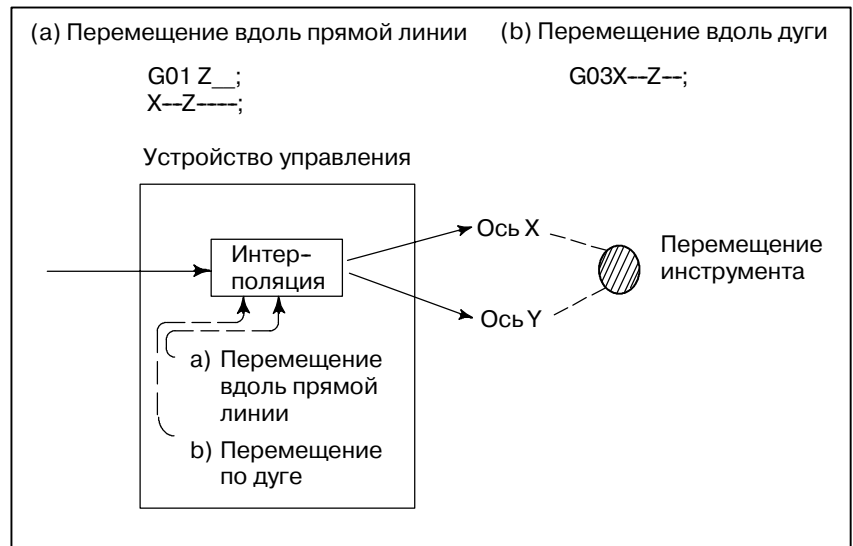 (a) Перемещение вдоль прямой линии
(b) Перемещение вдоль дуги
G01 Z__;
X--Z----;
G03X--Z--;
Устройство управления
Интер-
поляция
Ось X
Ось Y
Перемещение
инструмента
a) Перемещение
вдоль прямой
линии
b) Перемещение
по дуге